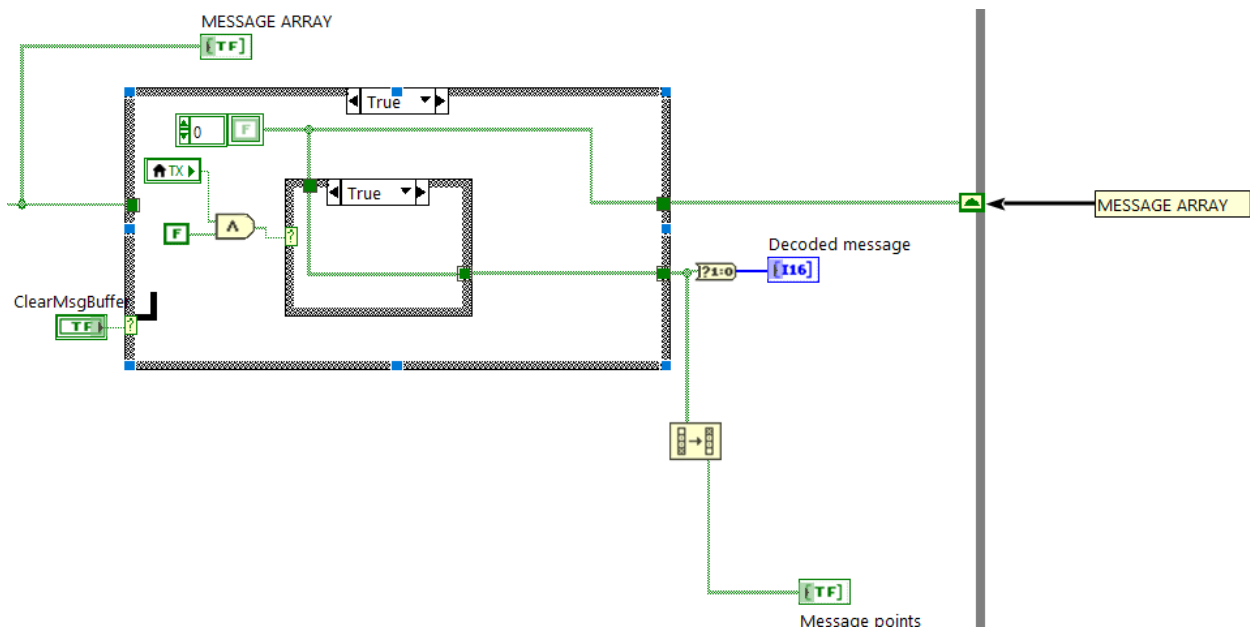 MESSAGE ARRAY
[TF]
True
0
F
TX
True
F
Λ
?
MESSAGE ARRAY
Decoded message
?1:0
[I16]
ClearMsgBuffer
TF
?
[TF]
Message points